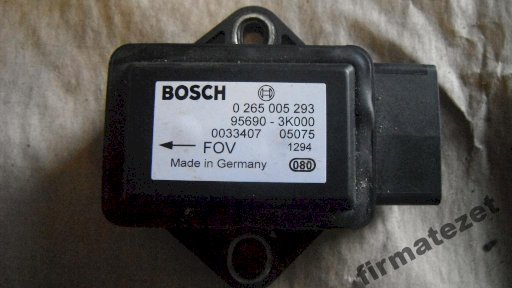 BOSCH
0 265 005 293
95690 - 3K000
0033407 05075
FOV 1294
Made in Germany 080
firmatezet